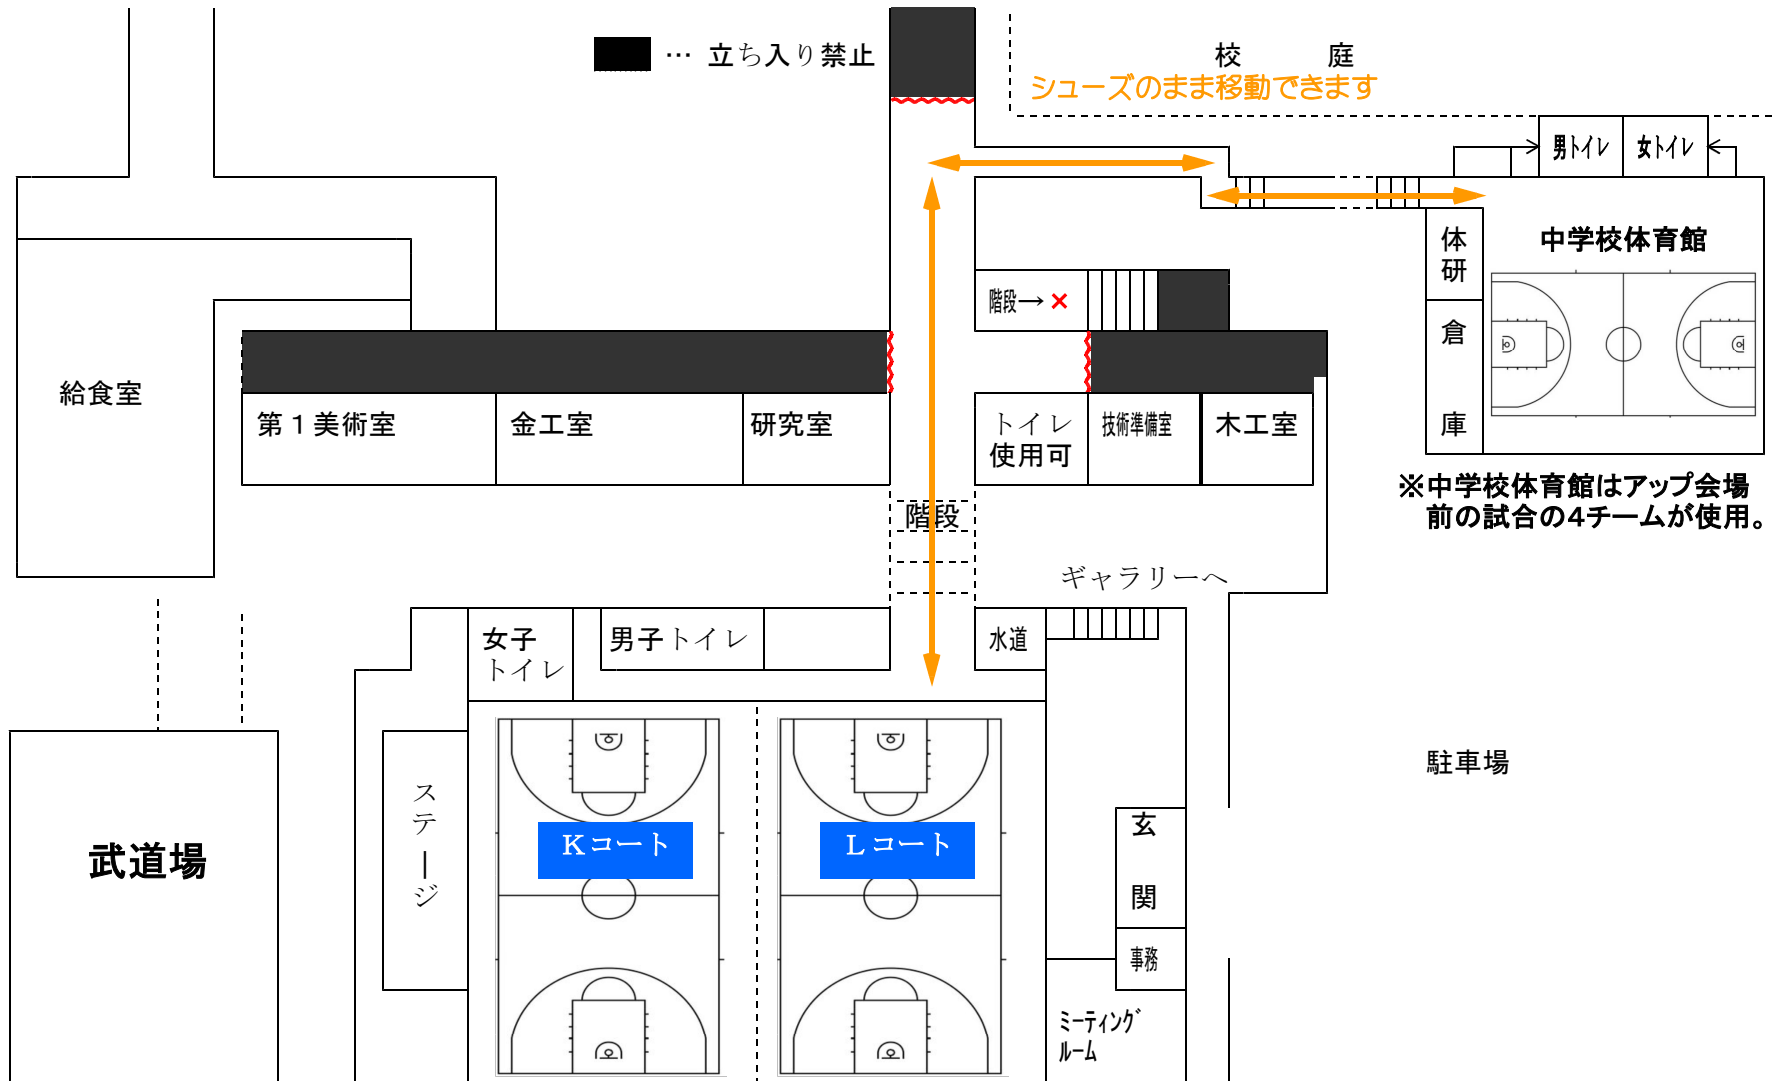 … 立ち入り禁止
校　　庭
シューズのまま移動できます
男トイレ
女トイレ
中学校体育館
体研
倉庫
階段→×
給食室
第1美術室
金工室
研究室
トイレ
使用可
技術準備室
木工室
※中学校体育館はアップ会場
前の試合の4チームが使用。
階段
ギャラリーへ
女子
トイレ
男子トイレ
水道
ステージ
Kコート
Lコート
武道場
駐車場
玄関
事務
ミーティング
ルーム